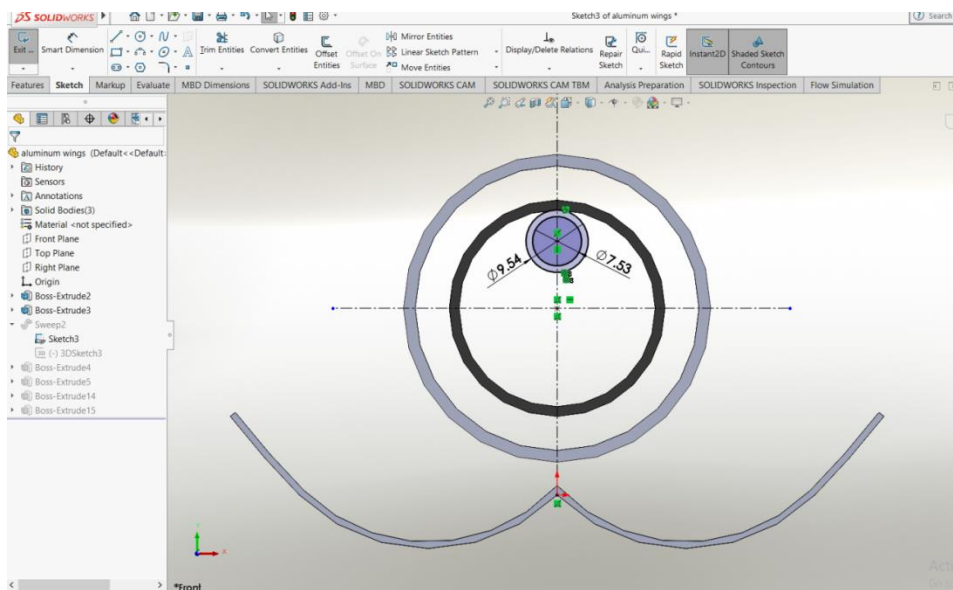 SOLIDWORKS
Sketch3 of aluminum wings *
Search
Exit ...
Smart Dimension
Trim Entities
Convert Entities
Offset Entities
Offset On Surface
Mirror Entities
Linear Sketch Pattern
Move Entities
Display/Delete Relations
Repair Sketch
Qui...
Rapid Sketch
Instant2D
Shaded Sketch Contours
Features
Sketch
Markup
Evaluate
MBD Dimensions
SOLIDWORKS Add-Ins
MBD
SOLIDWORKS CAM
SOLIDWORKS CAM TBM
Analysis Preparation
SOLIDWORKS Inspection
Flow Simulation
aluminum wings (Default<<Default
History
Sensors
Annotations
Solid Bodies(3)
Material <not specified>
Front Plane
Top Plane
Right Plane
Origin
Boss-Extrude2
Boss-Extrude3
Sweep2
Sketch3
(-) 3DSketch3
Boss-Extrude4
Boss-Extrude5
Boss-Extrude14
Boss-Extrude15
Ø9.54
Ø7.53
Y
X
*Front